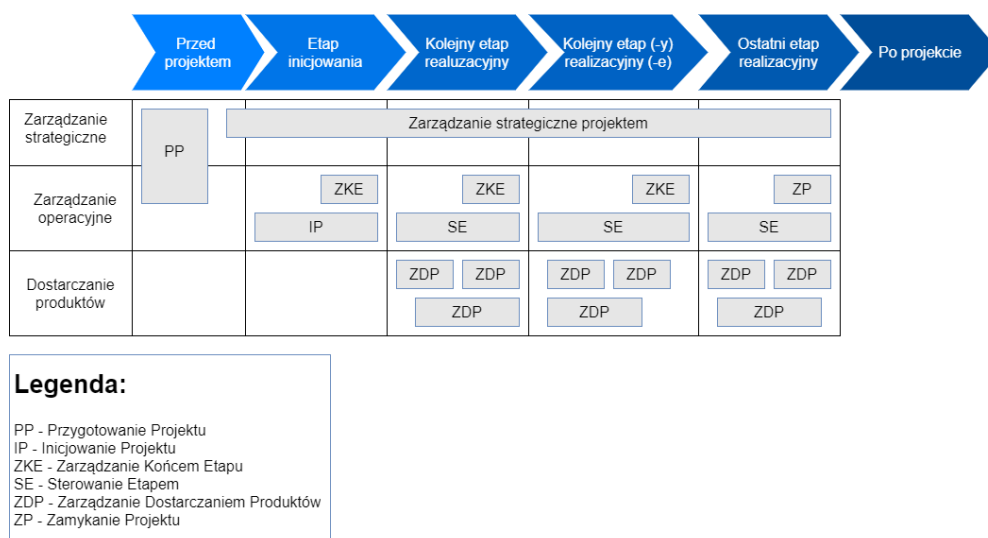 Przed
projektem
Etap
inicjowania
Kolejny etap
realuzacyjny
Kolejny etap (-y)
realizacyjny (-e)
Ostatni etap
realizacyjny
Po projekcie
Zarządzanie
strategiczne
PP
Zarządzanie strategiczne projektem
Zarządzanie
operacyjne
ZKE
ZKE
ZKE
ZP
IP
SE
SE
SE
Dostarczanie
produktów
ZDP ZDP
ZDP ZDP
ZDP ZDP
ZDP
ZDP
ZDP
Legenda:
PP - Przygotowanie Projektu
IP - Inicjowanie Projektu
ZKE - Zarządzanie Końcem Etapu
SE - Sterowanie Etapem
ZDP - Zarządzanie Dostarczaniem Produktów
ZP - Zamykanie Projektu